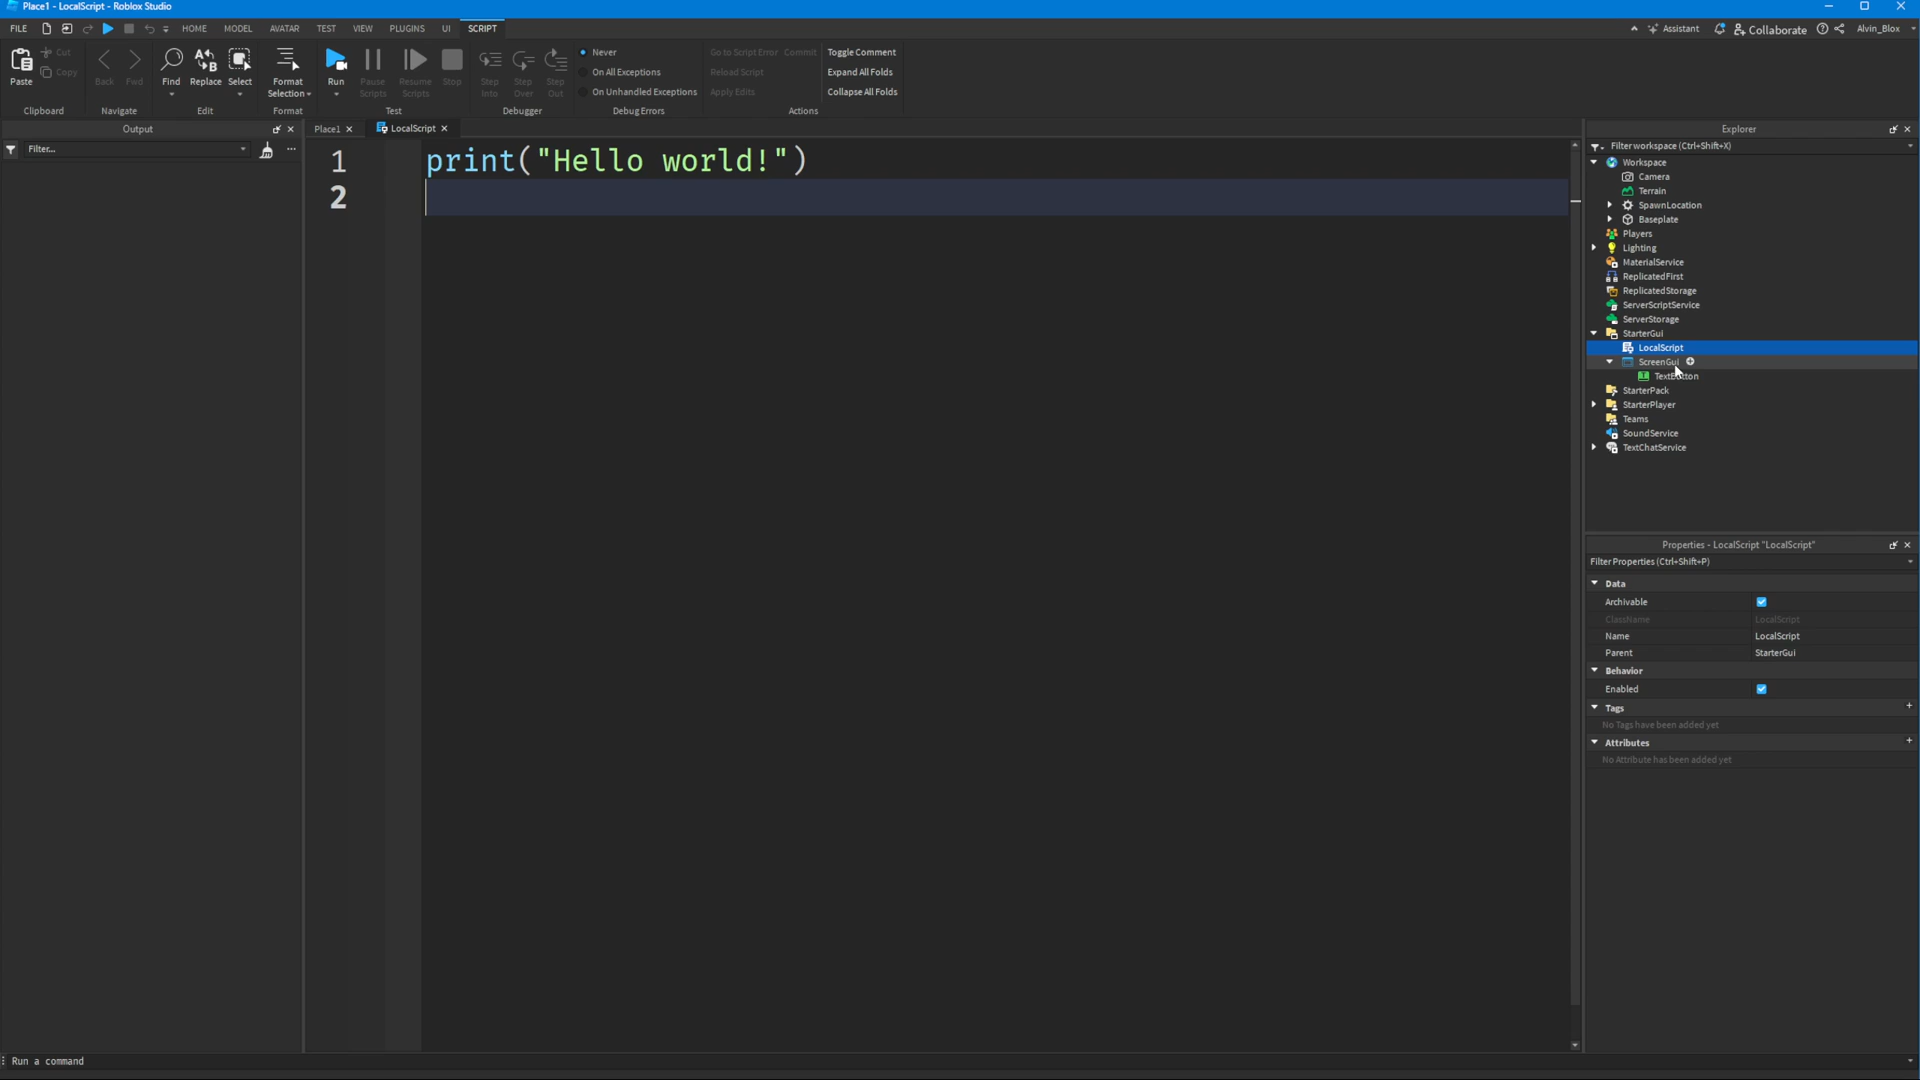 Place1 - LocalScript - Roblox Studio
FILE HOME MODEL AVATAR TEST VIEW PLUGINS UI SCRIPT Assistant Collaborate Alvin_Blox
Paste Cut Copy
Clipboard
Back Fwd
Navigate
Find Replace Select
Edit
Format Selection
Format
Run Pause Scripts Resume Scripts Stop
Test
Step Into Step Over Step Out
Debugger
Never
On All Exceptions
On Unhandled Exceptions
Debug Errors
Go to Script Error Commit Toggle Comment
Reload Script Expand All Folds
Apply Edits Collapse All Folds
Actions
Output
Filter...
Place1 LocalScript
1 print("Hello world!")
2
Explorer
Filter workspace (Ctrl+Shift+X)
Workspace
Camera
Terrain
SpawnLocation
Baseplate
Players
Lighting
MaterialService
ReplicatedFirst
ReplicatedStorage
ServerScriptService
ServerStorage
StarterGui
LocalScript
ScreenGui
TextButton
StarterPack
StarterPlayer
Teams
SoundService
TextChatService
Properties - LocalScript "LocalScript"
Filter Properties (Ctrl+Shift+P)
Data
Archivable
ClassName LocalScript
Name LocalScript
Parent StarterGui
Behavior
Enabled
Tags
No Tags have been added yet
Attributes
No Attribute has been added yet
Run a command